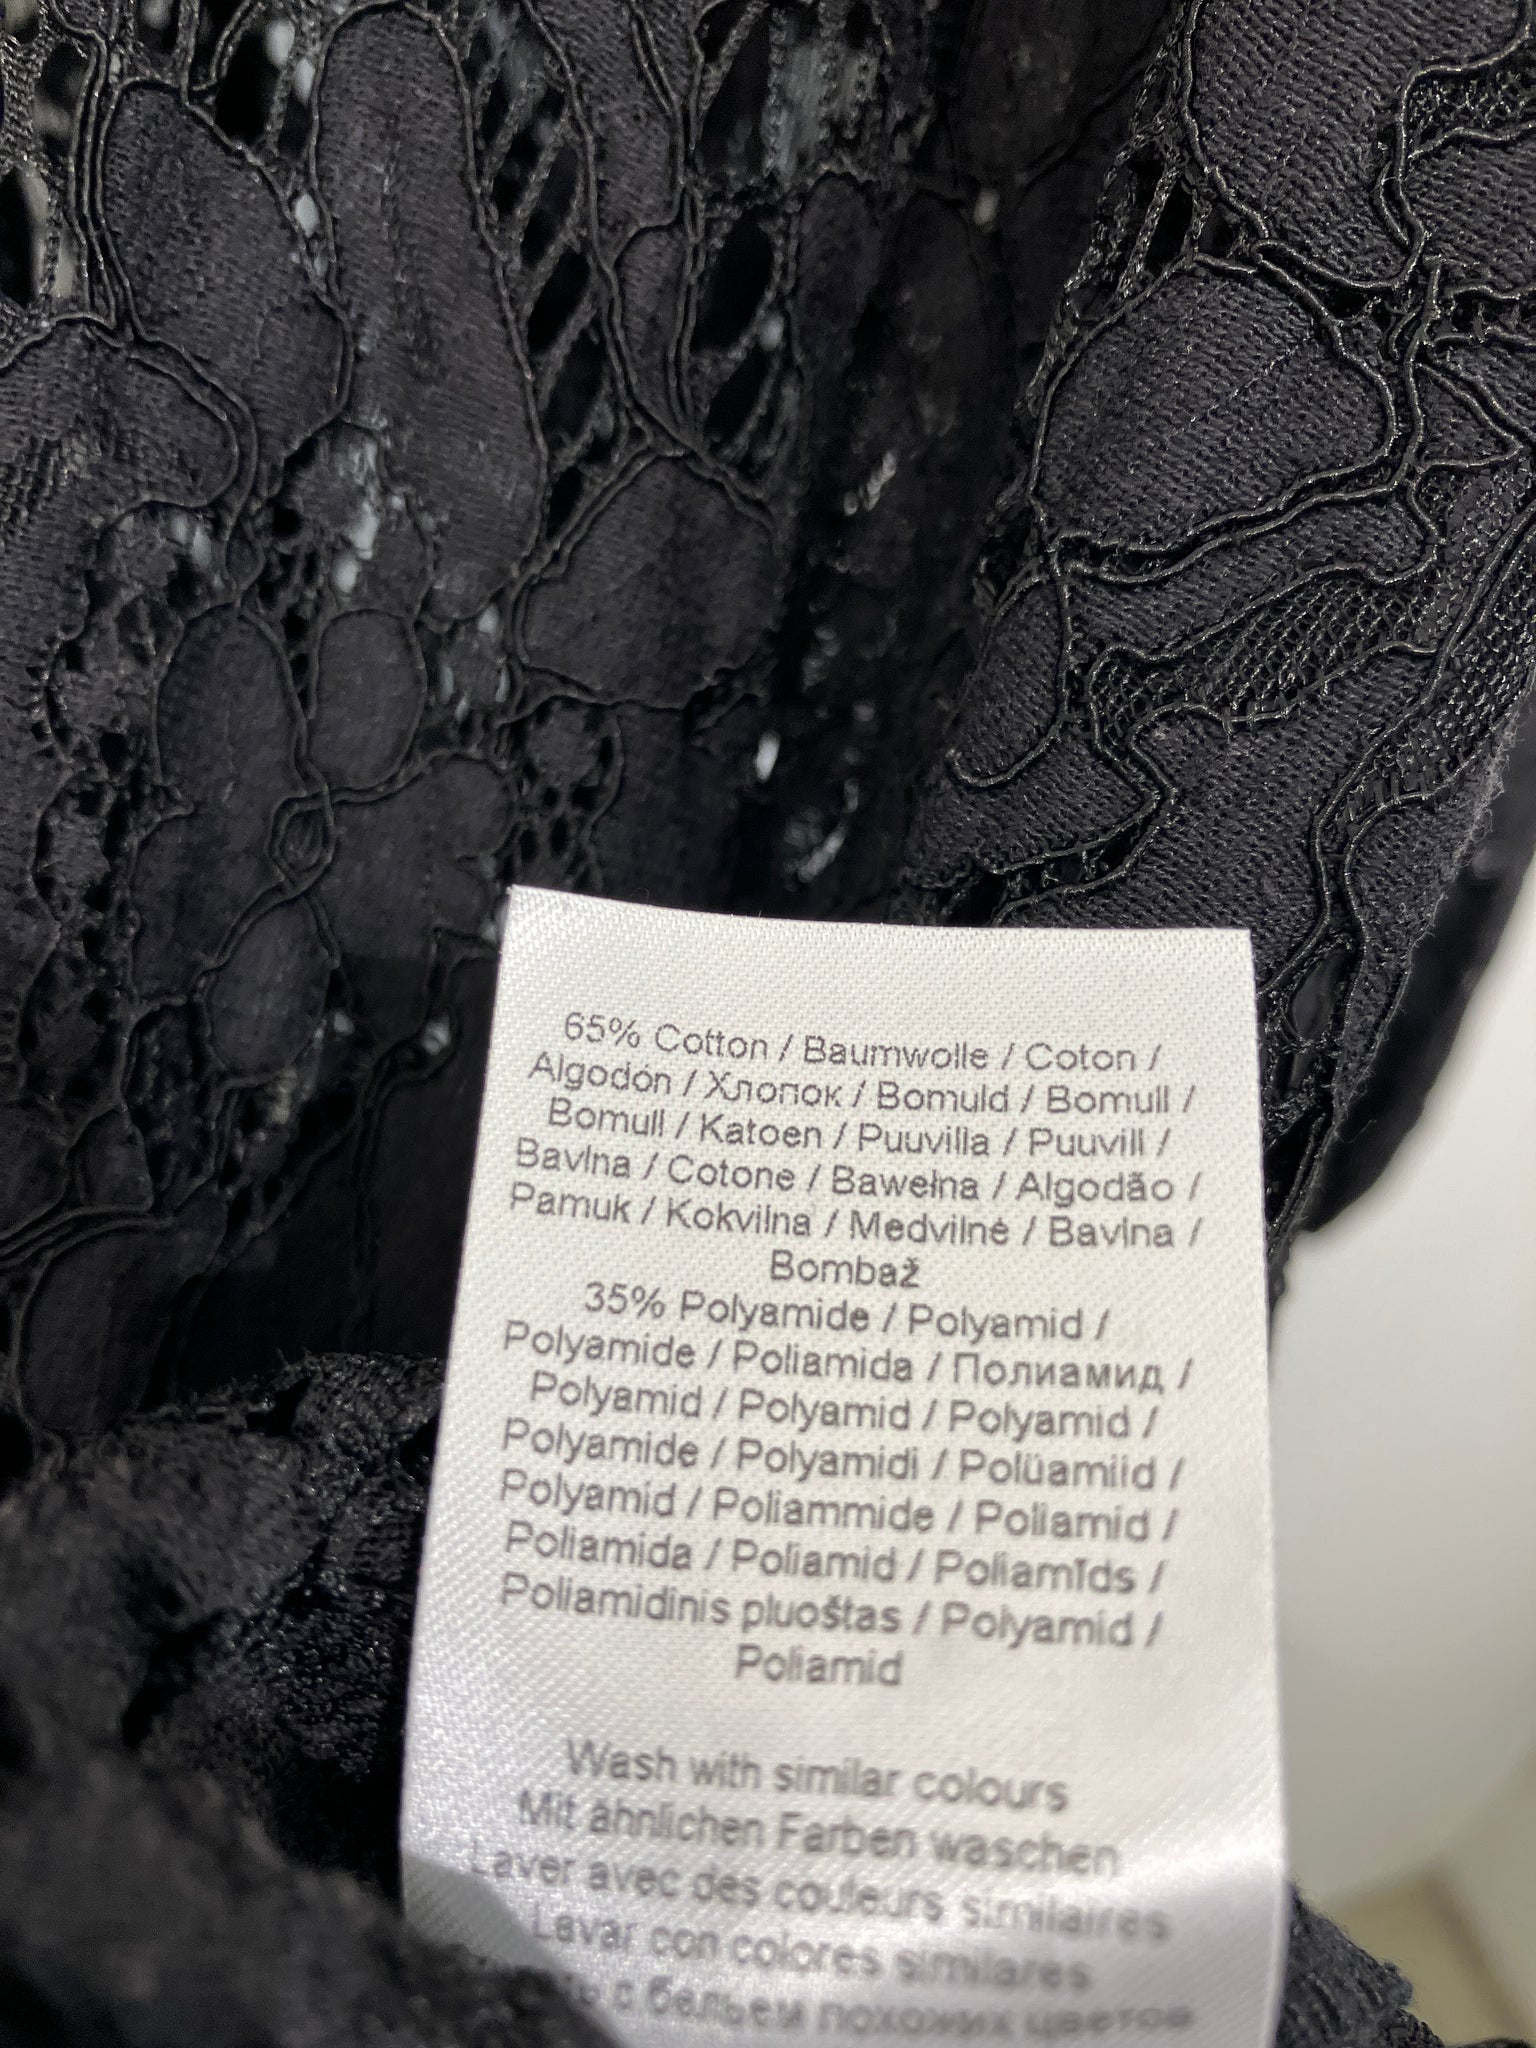 65% Cotton / Baumwolle / Coton /
Algodón / Хлопок / Bomuld / Bomull /
Bomull / Katoen / Puuvilla / Puuvill /
Bavlna / Cotone / Bawełna / Algodão /
Pamuk / Kokvilna / Medvilnė / Bavlna /
Bombaž
35% Polyamide / Polyamid /
Polyamide / Poliamida / Полиамид /
Polyamid / Polyamid / Polyamid /
Polyamide / Polyamidi / Polüamiid /
Polyamid / Poliammide / Poliamid /
Poliamida / Poliamid / Poliamīds /
Poliamidinis pluoštas / Polyamid /
Poliamid
Wash with similar colours
Mit ähnlichen Farben waschen
Laver avec des couleurs similaires
Lavar con colores similares
с бельем похожих цветов